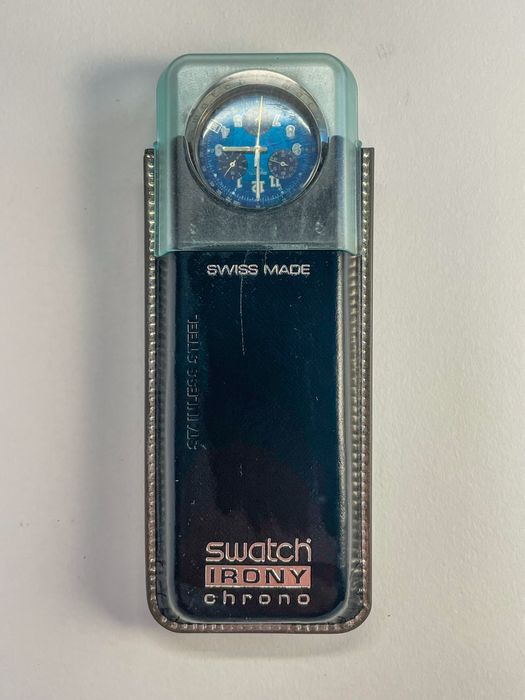 SWISS MADE
STAINLESS STEEL
swatch
IRONY
chrono